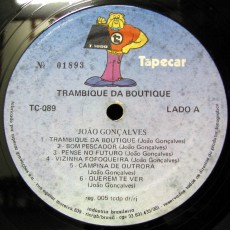 Tapecar
Nº 01893
TRAMBIQUE DA BOUTIQUE
TC-089
LADO A
JOÃO GONÇALVES
1 - TRAMBIQUE DA BOUTIQUE (João Gonçalves)
2 - BOM PESCADOR (João Gonçalves)
3 - PENSE NO FUTURO (João Gonçalves)
4 - VIZINHA FOFOQUEIRA (João Gonçalves)
5 - CAMPINA DE OUTRORA
(João Gonçalves)
6 - QUEREM TE VER
(João Gonçalves)
indústria brasileira